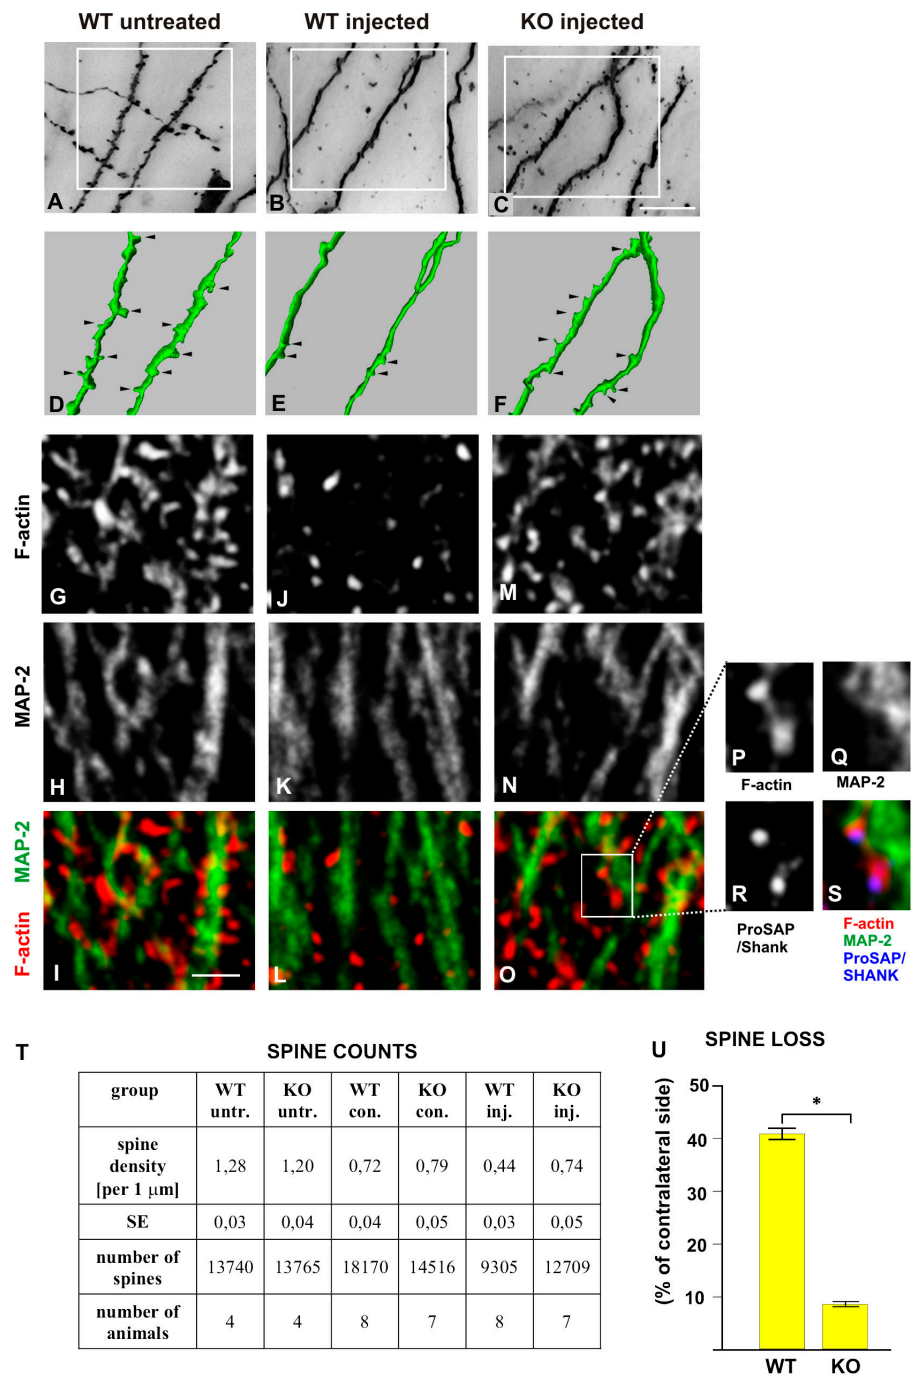 WT untreated WT injected KO injected
A B C
D E F
F-actin
G J M
MAP-2
H K N
P Q
F-actin MAP-2
F-actin MAP-2
I L O
R S
ProSAP
/Shank
F-actin
MAP-2
ProSAP/
SHANK
T
SPINE COUNTS
group WT untr. KO untr. WT con. KO con. WT inj. KO inj.
spine density [per 1 μm] 1,28 1,20 0,72 0,79 0,44 0,74
SE 0,03 0,04 0,04 0,05 0,03 0,05
number of spines 13740 13765 18170 14516 9305 12709
number of animals 4 4 8 7 8 7
U
SPINE LOSS
(% of contralateral side)
50
40
30
20
10
*
WT KO